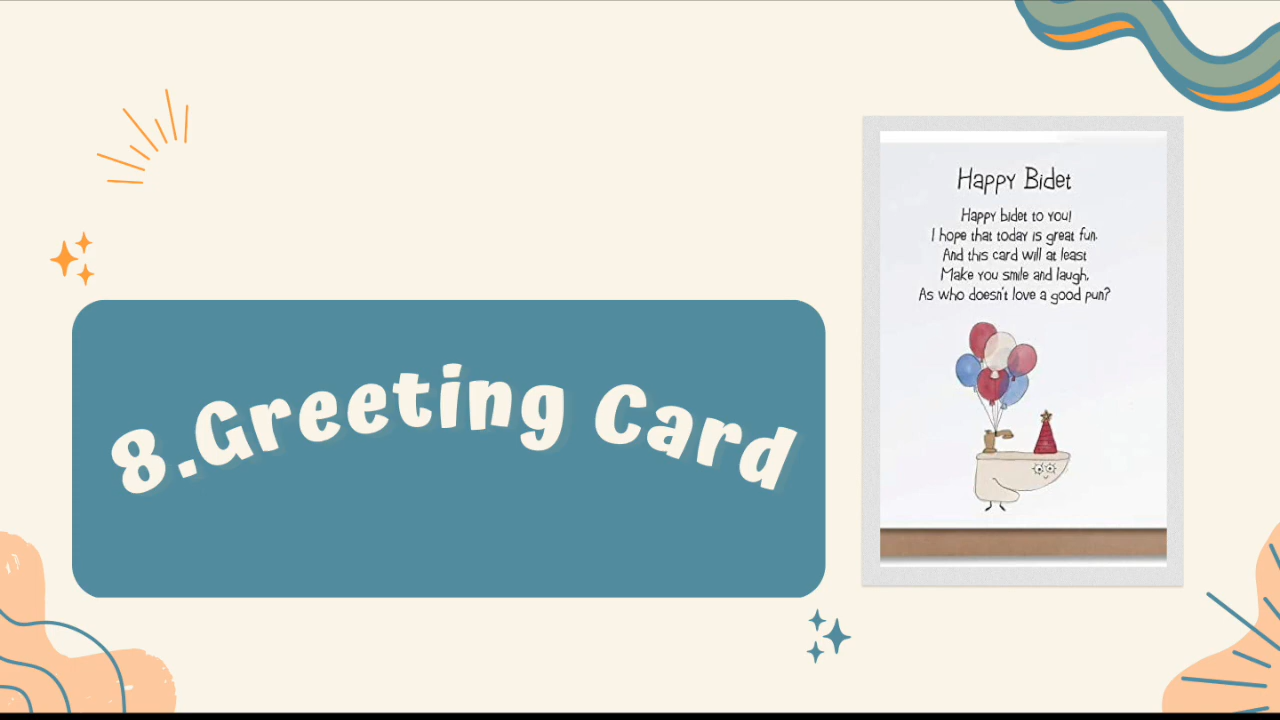 8.Greeting Card
Happy Bidet
Happy bidet to you!
I hope that today is great fun.
And this card will at least
Make you smile and laugh,
As who doesn't love a good pun?